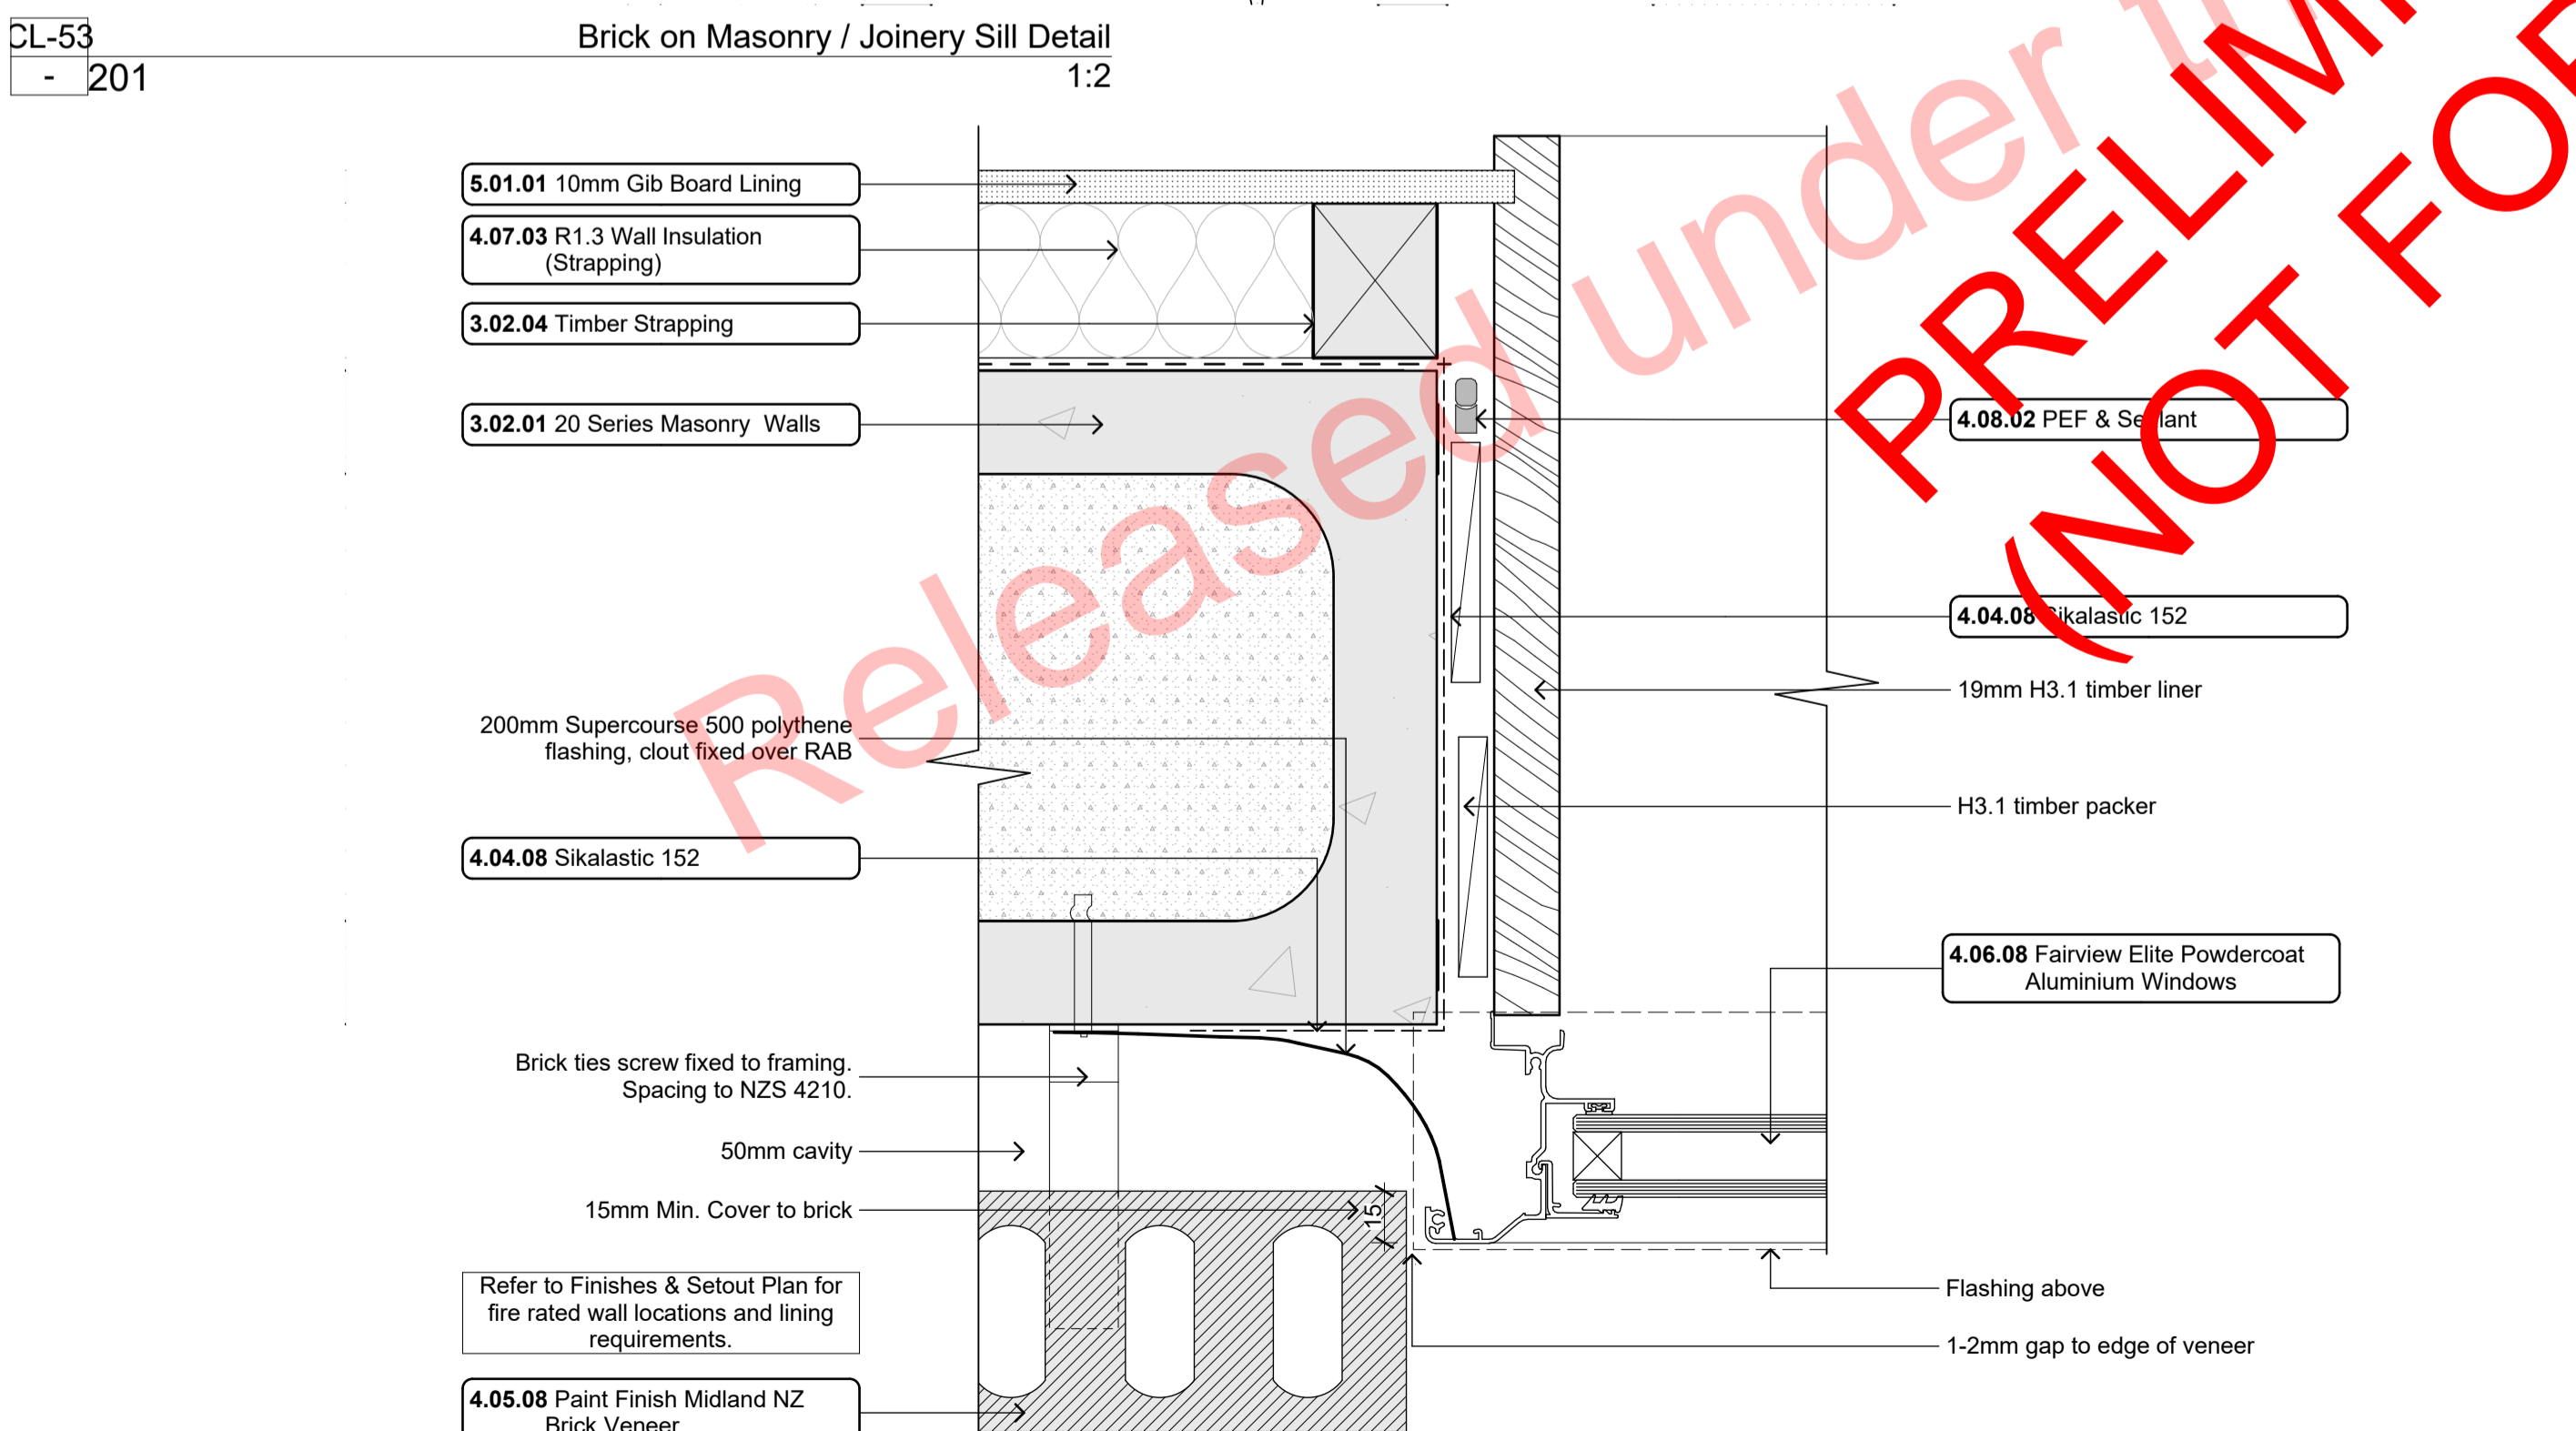 CL-53
Brick on Masonry / Joinery Sill Detail
- 201
1:2
5.01.01 10mm Gib Board Lining
4.07.03 R1.3 Wall Insulation
(Strapping)
3.02.04 Timber Strapping
3.02.01 20 Series Masonry Walls
200mm Supercourse 500 polythene
flashing, clout fixed over RAB
4.04.08 Sikalastic 152
Brick ties screw fixed to framing.
Spacing to NZS 4210.
50mm cavity
15mm Min. Cover to brick
15
Refer to Finishes & Setout Plan for
fire rated wall locations and lining
requirements.
4.05.08 Paint Finish Midland NZ
Brick Veneer
4.08.02 PEF & Sealant
4.04.08 Sikalastic 152
19mm H3.1 timber liner
H3.1 timber packer
4.06.08 Fairview Elite Powdercoat
Aluminium Windows
Flashing above
1-2mm gap to edge of veneer
Released under
(NOT